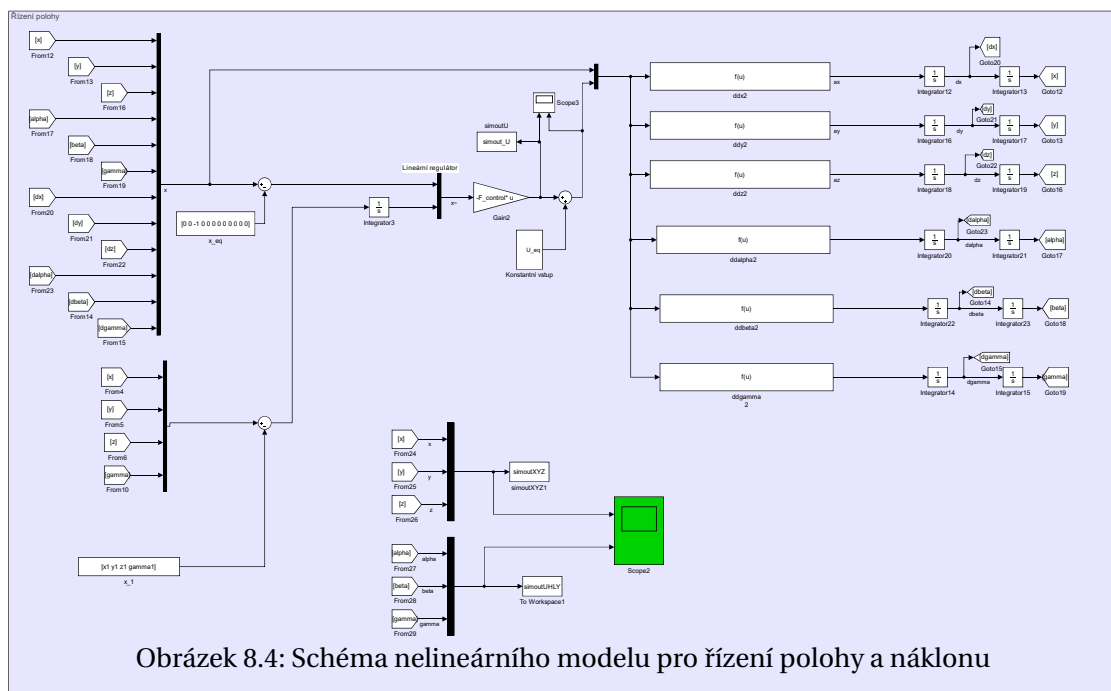 Řízení polohy
[x]
From12
[y]
From13
[z]
From16
[alpha]
From17
[beta]
From18
[gamma]
From19
[dx]
From20
[dy]
From21
[dz]
From22
[dalpha]
From23
[dbeta]
From14
[dgamma]
From15
x
[0 0 -1 0 0 0 0 0 0 0 0 0]
x_eq
[x]
From4
[y]
From5
[z]
From6
[gamma]
From10
[x1 y1 z1 gamma1]
x_1
1
s
Integrator3
Lineární regulátor
x~
-F_control* u
Gain2
simoutU
simout_U
Scope3
U_eq
Konstantní vstup
f(u)
ddx2
ax
1
s
Integrator12
dx
[dx]
Goto20
1
s
Integrator13
[x]
Goto12
f(u)
ddy2
ay
1
s
Integrator16
dy
[dy]
Goto21
1
s
Integrator17
[y]
Goto13
f(u)
ddz2
az
1
s
Integrator18
dz
[dz]
Goto22
1
s
Integrator19
[z]
Goto16
f(u)
ddalpha2
1
s
Integrator20
dalpha
[dalpha]
Goto23
1
s
Integrator21
[alpha]
Goto17
f(u)
ddbeta2
1
s
Integrator22
dbeta
[dbeta]
Goto14
1
s
Integrator23
[beta]
Goto18
f(u)
ddgamma
2
1
s
Integrator14
dgamma
[dgamma]
Goto15
1
s
Integrator15
[gamma]
Goto19
[x]
From24
x
[y]
From25
y
[z]
From26
z
simoutXYZ
simoutXYZ1
[alpha]
From27
alpha
[beta]
From28
beta
[gamma]
From29
gamma
simoutUHLY
To Workspace1
Scope2
Obrázek 8.4: Schéma nelineárního modelu pro řízení polohy a náklonu